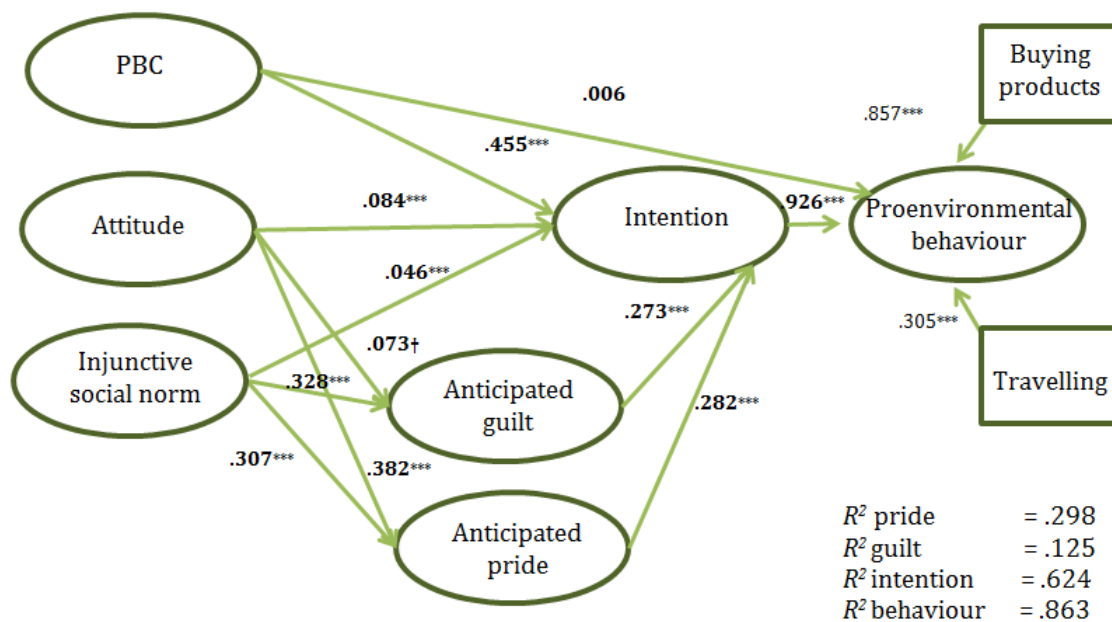 PBC
Buying
products
.006
.857***
.455***
.084***
Attitude
Intention
.926***
Proenvironmental
behaviour
.046***
.273***
.305***
.073†
Injunctive
social norm
.328***
Anticipated
guilt
.282***
Travelling
.307***
.382***
Anticipated
pride
R² pride = .298
R² guilt = .125
R² intention = .624
R² behaviour = .863